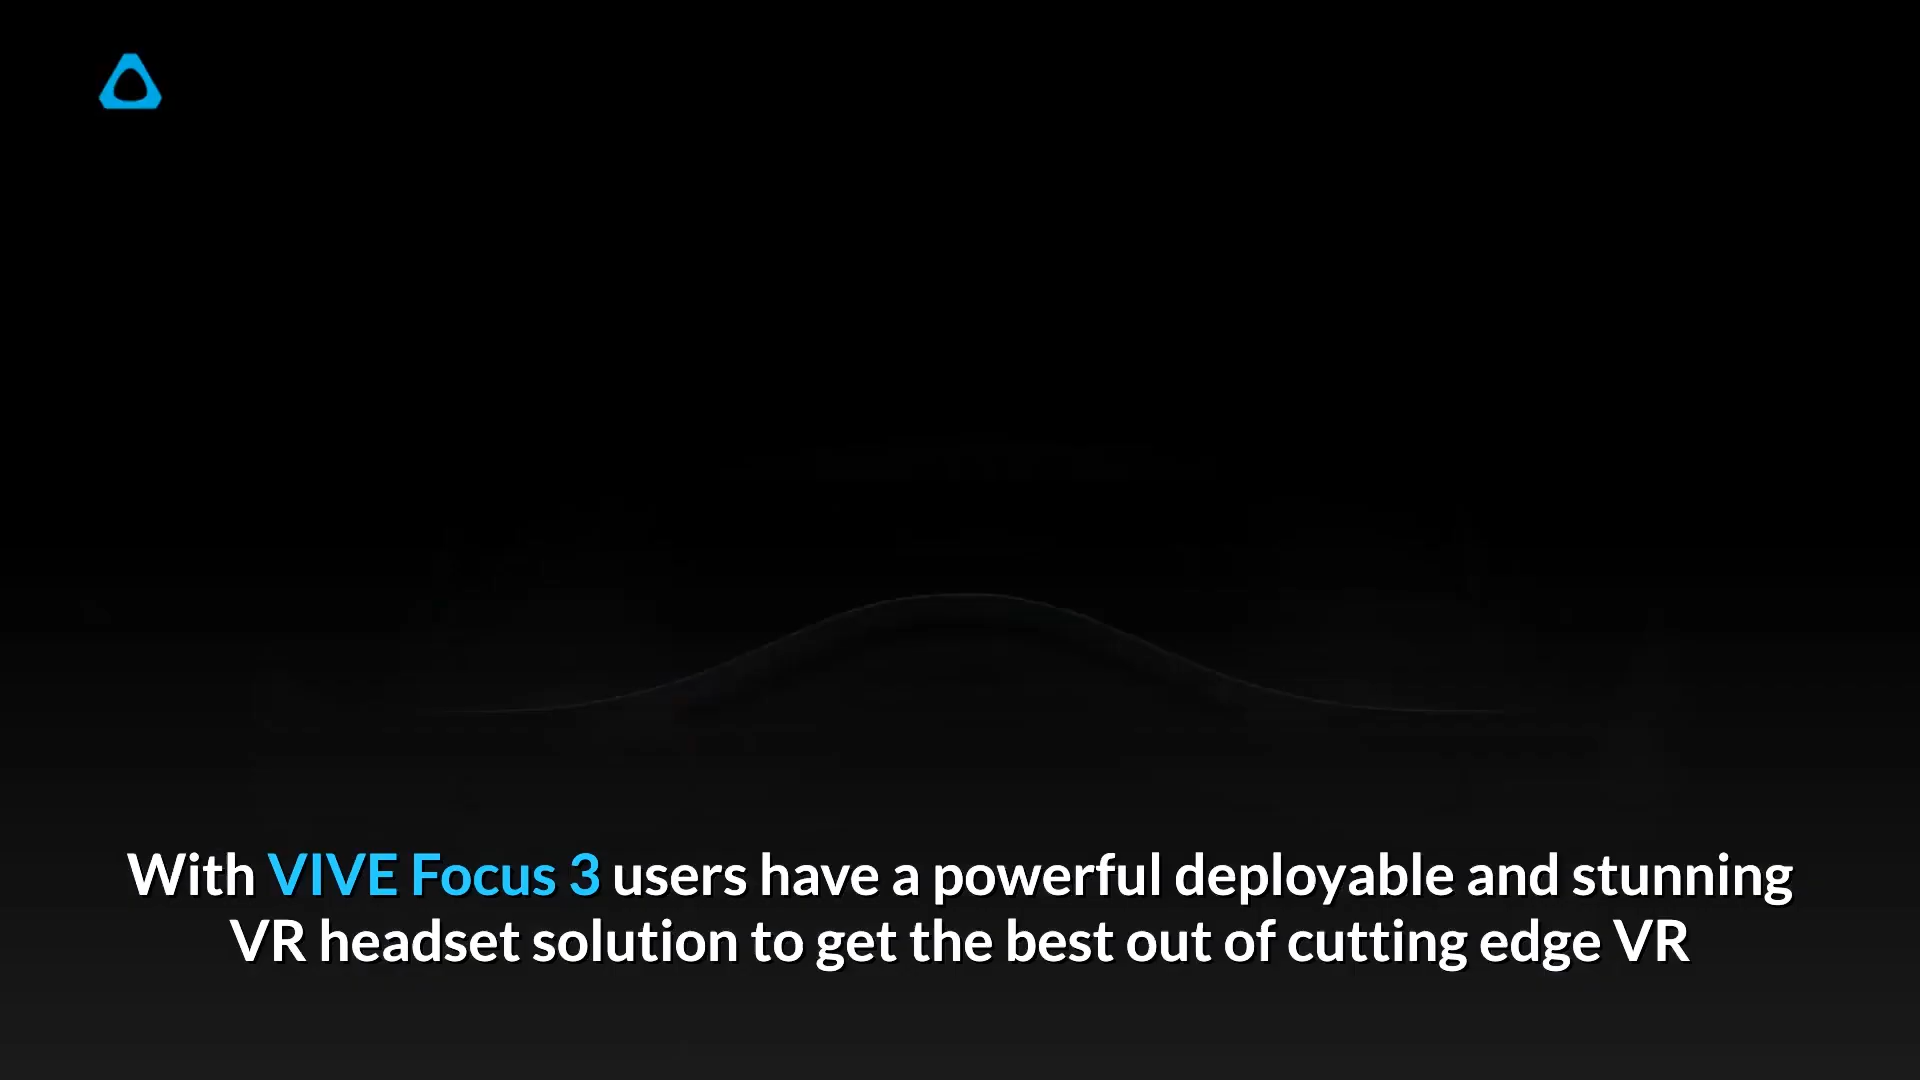 With VIVE Focus 3 users have a powerful deployable and stunning
VR headset solution to get the best out of cutting edge VR